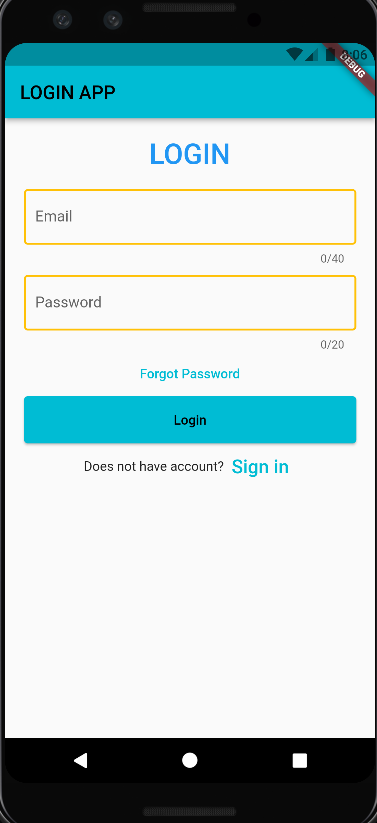 DEBUG
LOGIN APP
LOGIN
Email
0/40
Password
0/20
Forgot Password
Login
Does not have account? Sign in